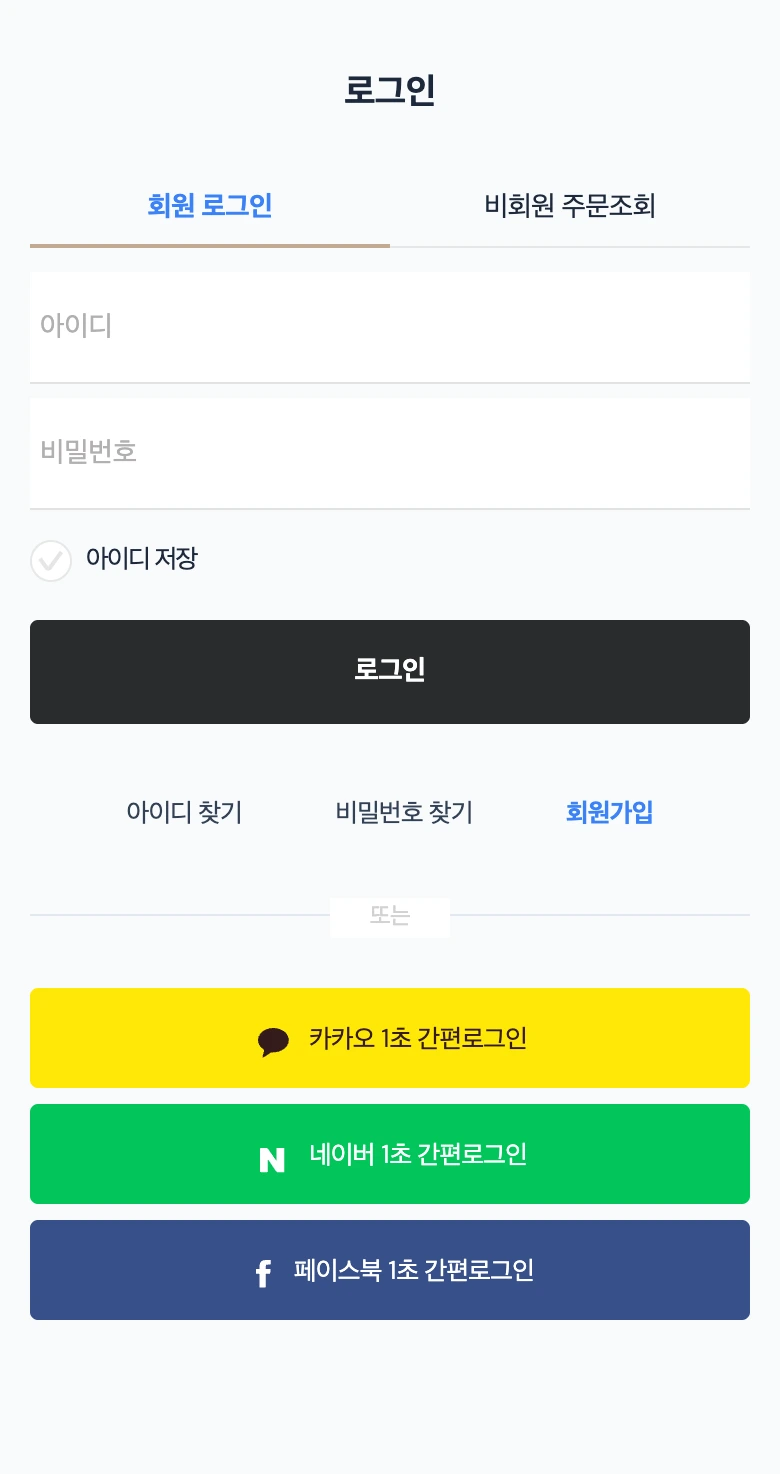 로그인
회원 로그인 비회원 주문조회
아이디
비밀번호
아이디 저장
로그인
아이디 찾기 비밀번호 찾기 회원가입
또는
카카오 1초 간편로그인
N 네이버 1초 간편로그인
f 페이스북 1초 간편로그인